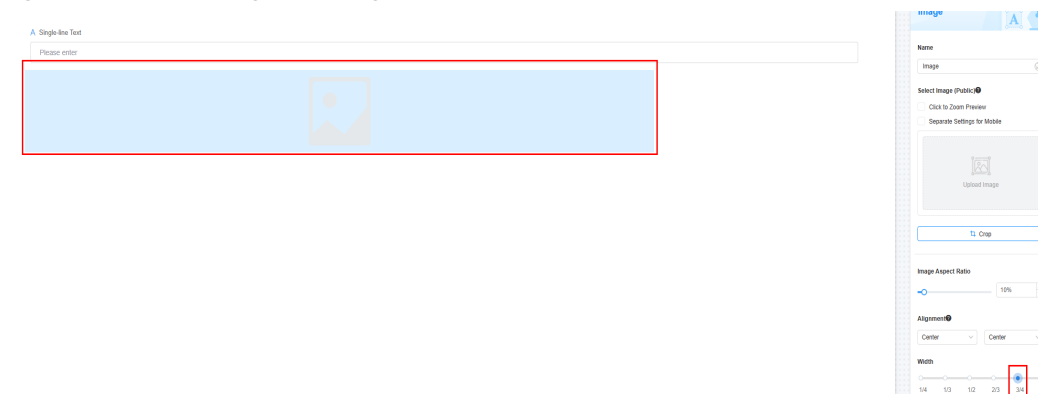 Image
A
A Single-line Text
Please enter
Name
Image
Select Image (Public)
Click to Zoom Preview
Separate Settings for Mobile
Upload Image
Crop
Image Aspect Ratio
10%
Alignment
Center Center
Width
1/4 1/3 1/2 2/3 3/4